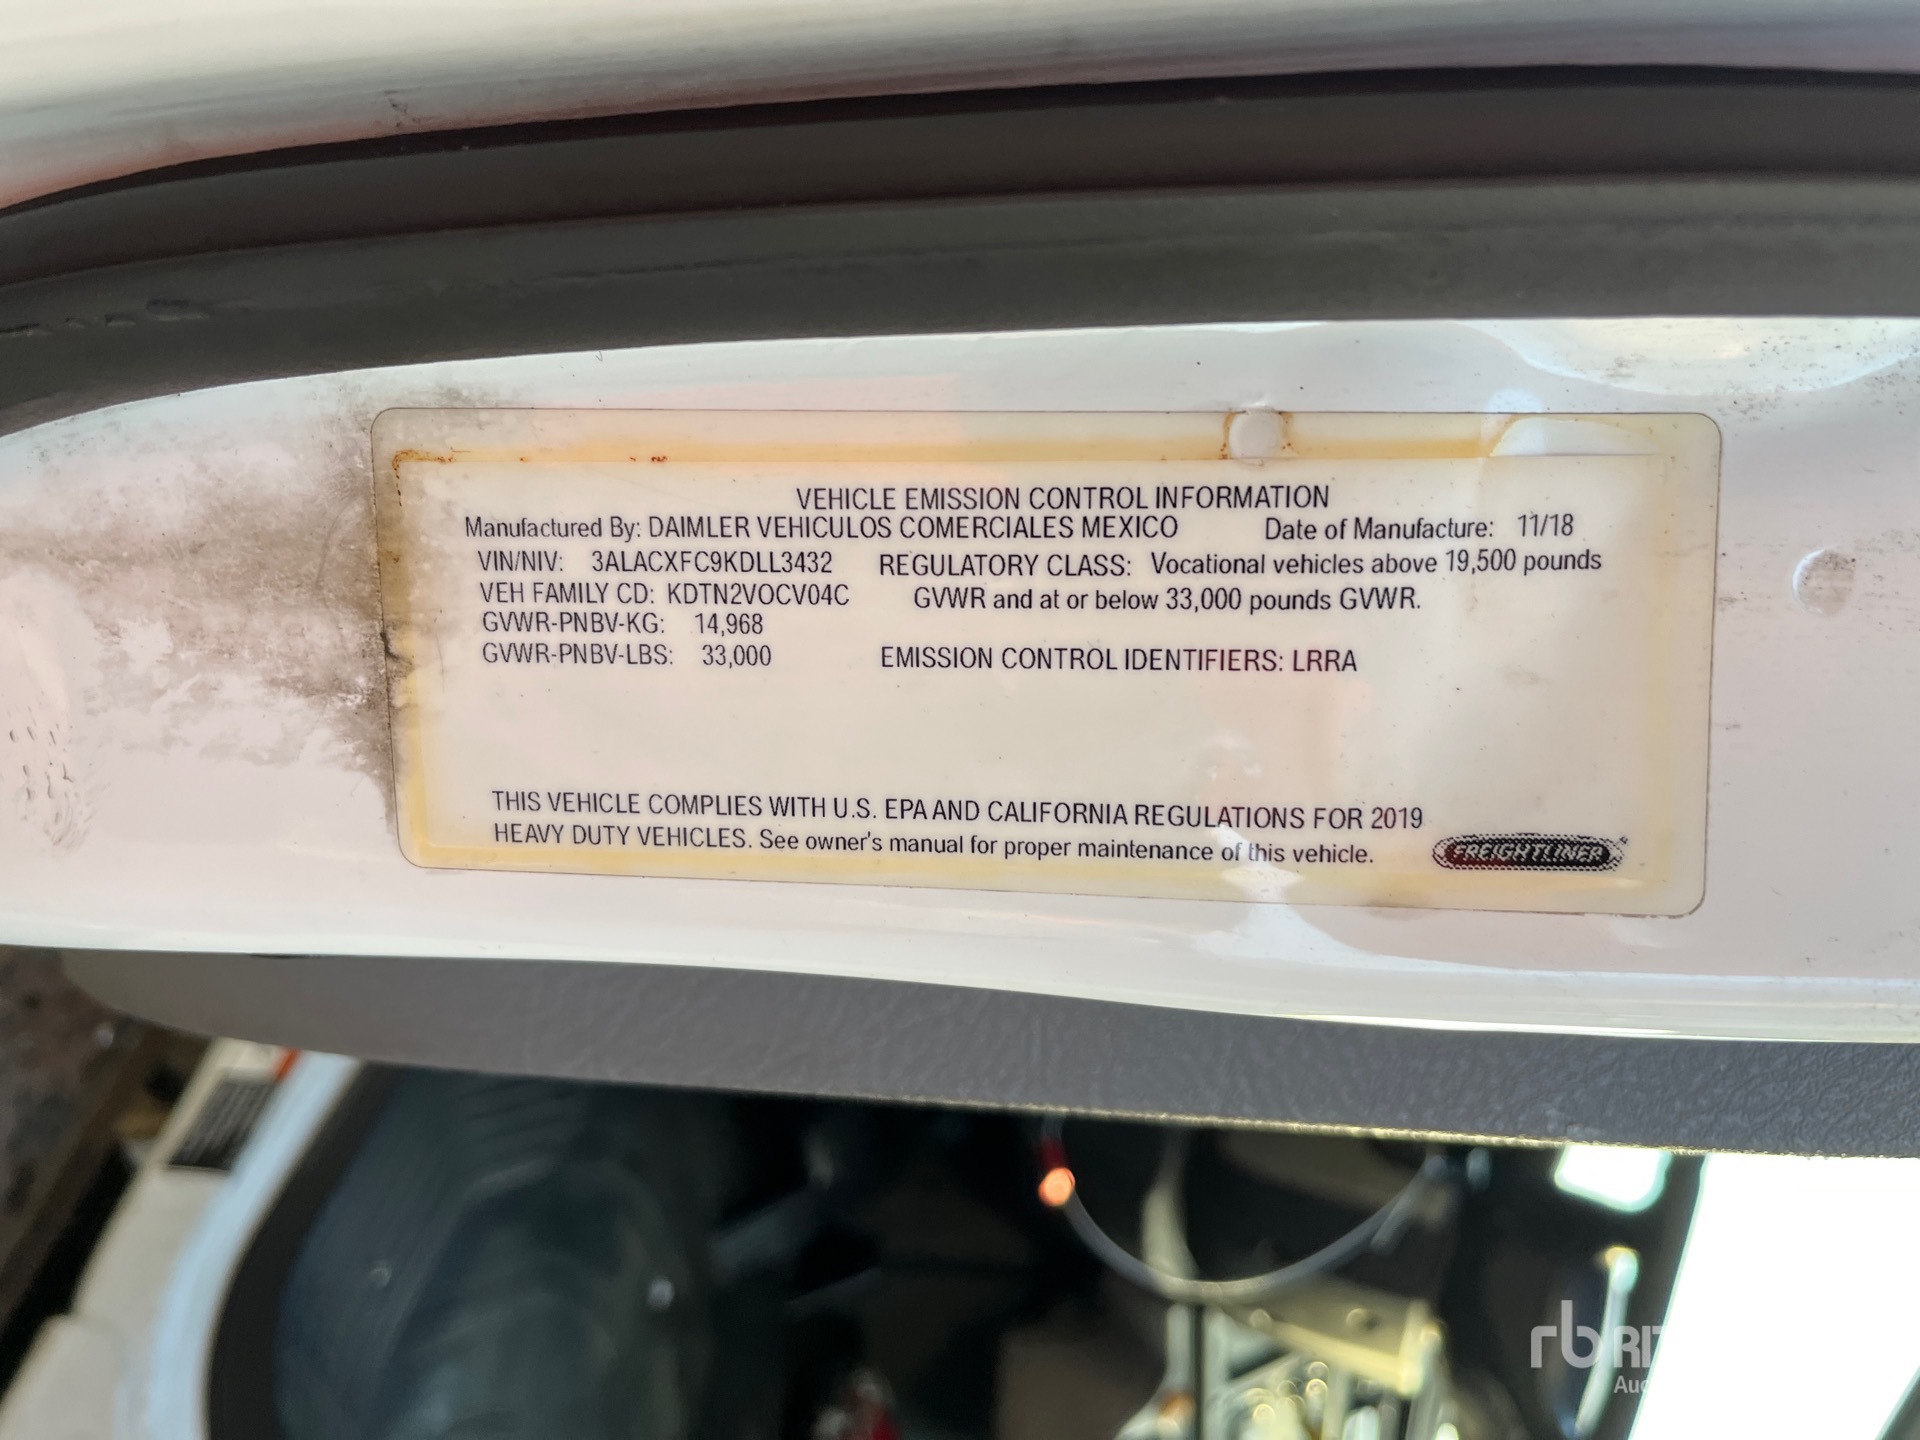 VEHICLE EMISSION CONTROL INFORMATION
Manufactured By: DAIMLER VEHICULOS COMERCIALES MEXICO Date of Manufacture: 11/18
VIN/NIV: 3ALACXFC9KDLL3432 REGULATORY CLASS: Vocational vehicles above 19,500 pounds
VEH FAMILY CD: KDTN2VOCV04C GVWR and at or below 33,000 pounds GVWR.
GVWR-PNBV-KG: 14,968
GVWR-PNBV-LBS: 33,000 EMISSION CONTROL IDENTIFIERS: LRRA
THIS VEHICLE COMPLIES WITH U.S. EPA AND CALIFORNIA REGULATIONS FOR 2019
HEAVY DUTY VEHICLES. See owner's manual for proper maintenance of this vehicle.
FREIGHTLINER
rb RIT
Auc